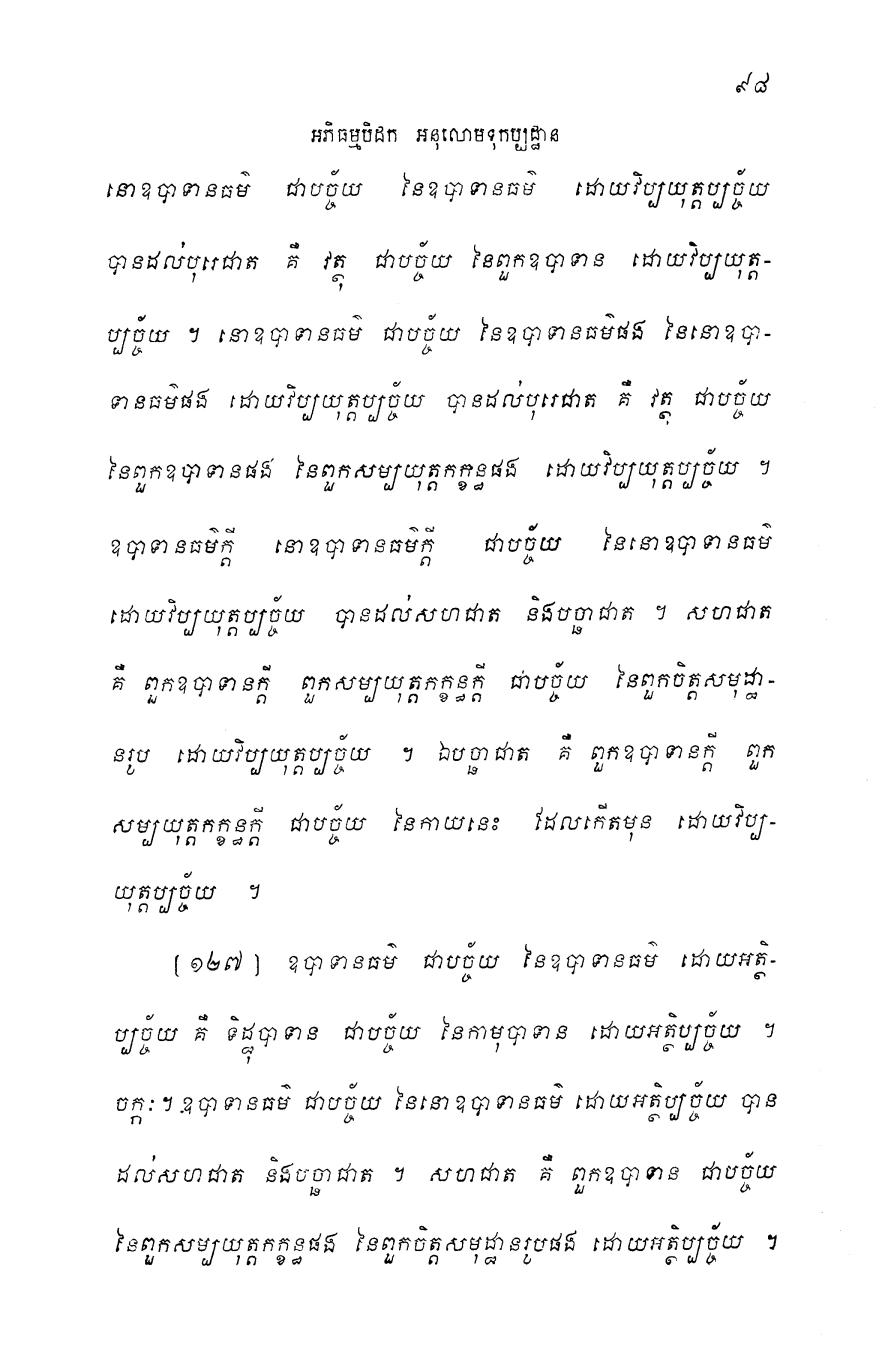 ៩៨
អភិធម្មបិដក អនុលោមទុកប្បដ្ឋាន
នោឧបាទានធម៌ ជាបច្ច័យ នៃឧបាទានធម៌ ដោយវិប្បយុត្តប្បច្ច័យ
បានដល់បុរេជាត គឺ វត្ថុ ជាបច្ច័យ នៃពួកឧបាទាន ដោយវិប្បយុត្ត-
ប្បច្ច័យ ។ នោឧបាទានធម៌ ជាបច្ច័យ នៃឧបាទានធម៌ផង នៃនោឧបា-
ទានធម៌ផង ដោយវិប្បយុត្តប្បច្ច័យ បានដល់បុរេជាត គឺ វត្ថុ ជាបច្ច័យ
នៃពួកឧបាទានផង នៃពួកសម្បយុត្តកក្ខន្ធផង ដោយវិប្បយុត្តប្បច្ច័យ ។
ឧបាទានធម៌ក្តី នោឧបាទានធម៌ក្តី ជាបច្ច័យ នៃនោឧបាទានធម៌
ដោយវិប្បយុត្តប្បច្ច័យ បានដល់សហជាត និងបច្ឆាជាត ។ សហជាត
គឺ ពួកឧបាទានក្តី ពួកសម្បយុត្តកក្ខន្ធក្តី ជាបច្ច័យ នៃពួកចិត្តសមុដ្ឋា-
នរូប ដោយវិប្បយុត្តប្បច្ច័យ ។ ឯបច្ឆាជាត គឺ ពួកឧបាទានក្តី ពួក
សម្បយុត្តកក្ខន្ធក្តី ជាបច្ច័យ នៃកាយនេះ ដែលកើតមុន ដោយវិប្ប-
យុត្តប្បច្ច័យ ។
[១២៧] ឧបាទានធម៌ ជាបច្ច័យ នៃឧបាទានធម៌ ដោយអត្ថិ-
ប្បច្ច័យ គឺ ទិដ្ឋុបាទាន ជាបច្ច័យ នៃកាមុបាទាន ដោយអត្ថិប្បច្ច័យ ។
ចក្កៈ ។ ឧបាទានធម៌ ជាបច្ច័យ នៃនោឧបាទានធម៌ ដោយអត្ថិប្បច្ច័យ បាន
ដល់សហជាត និងបច្ឆាជាត ។ សហជាត គឺ ពួកឧបាទាន ជាបច្ច័យ
នៃពួកសម្បយុត្តកក្ខន្ធផង នៃពួកចិត្តសមុដ្ឋានរូបផង ដោយអត្ថិប្បច្ច័យ ។